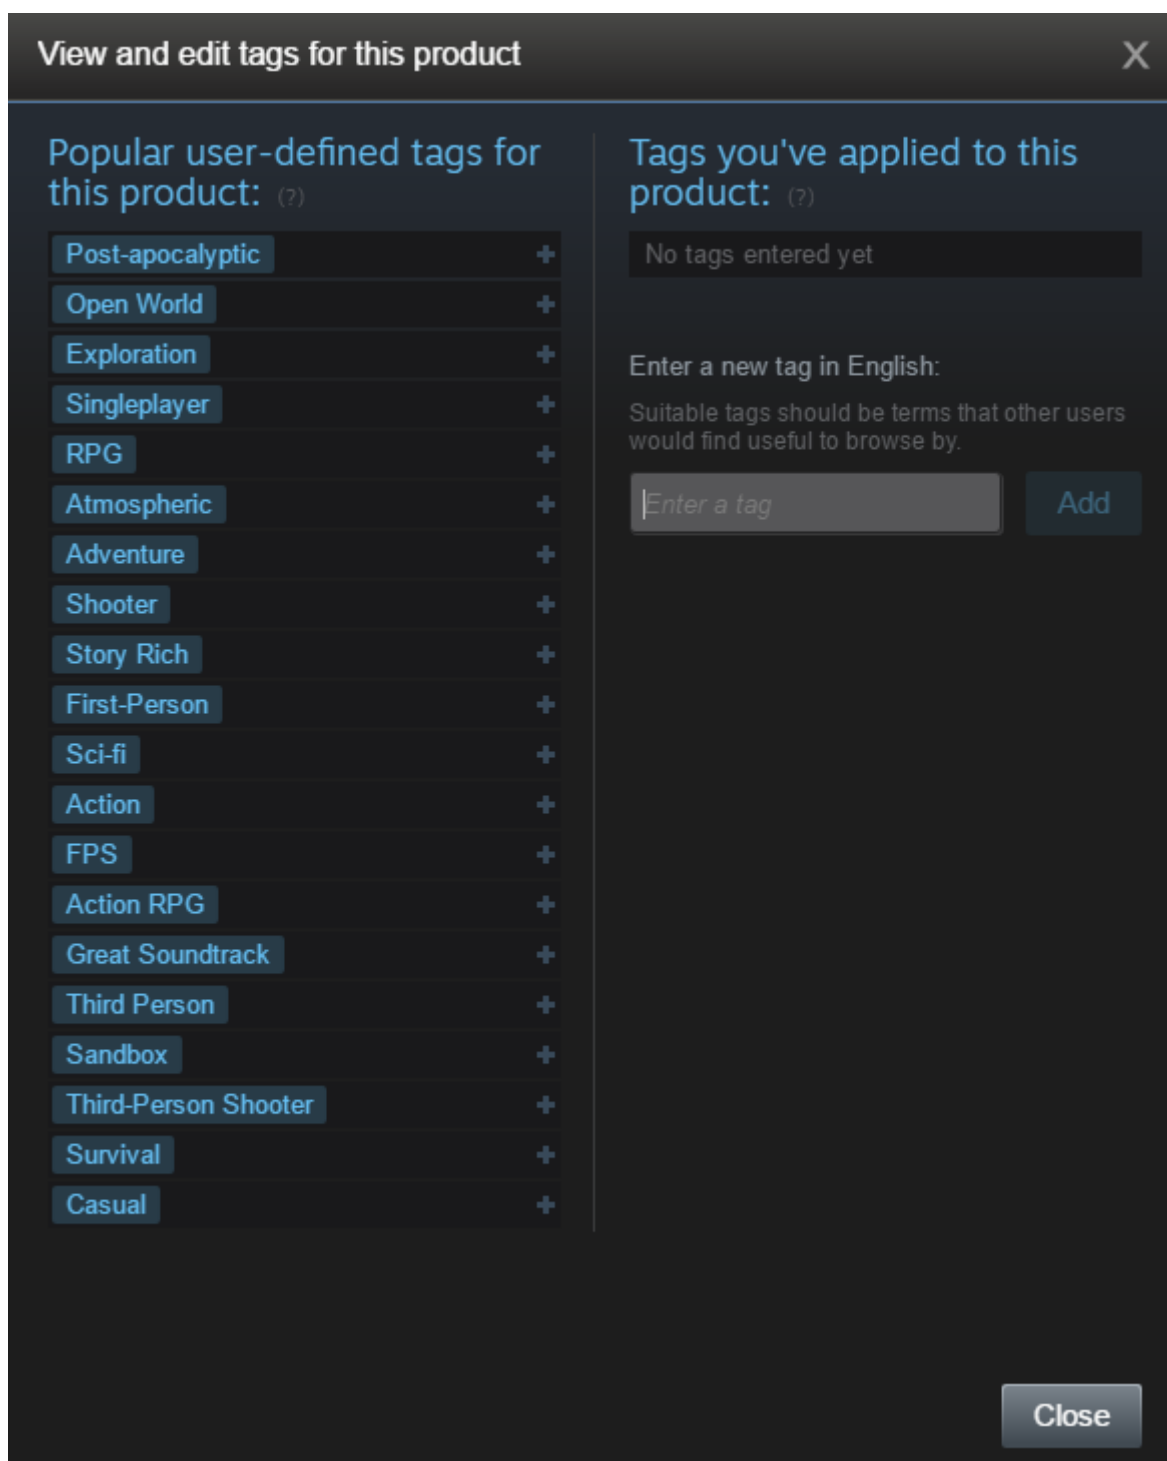 View and edit tags for this product
X
Popular user-defined tags for
this product: (?)
Post-apocalyptic
Open World
Exploration
Singleplayer
RPG
Atmospheric
Adventure
Shooter
Story Rich
First-Person
Sci-fi
Action
FPS
Action RPG
Great Soundtrack
Third Person
Sandbox
Third-Person Shooter
Survival
Casual
Tags you've applied to this
product: (?)
No tags entered yet
Enter a new tag in English:
Suitable tags should be terms that other users
would find useful to browse by.
Enter a tag
Add
Close